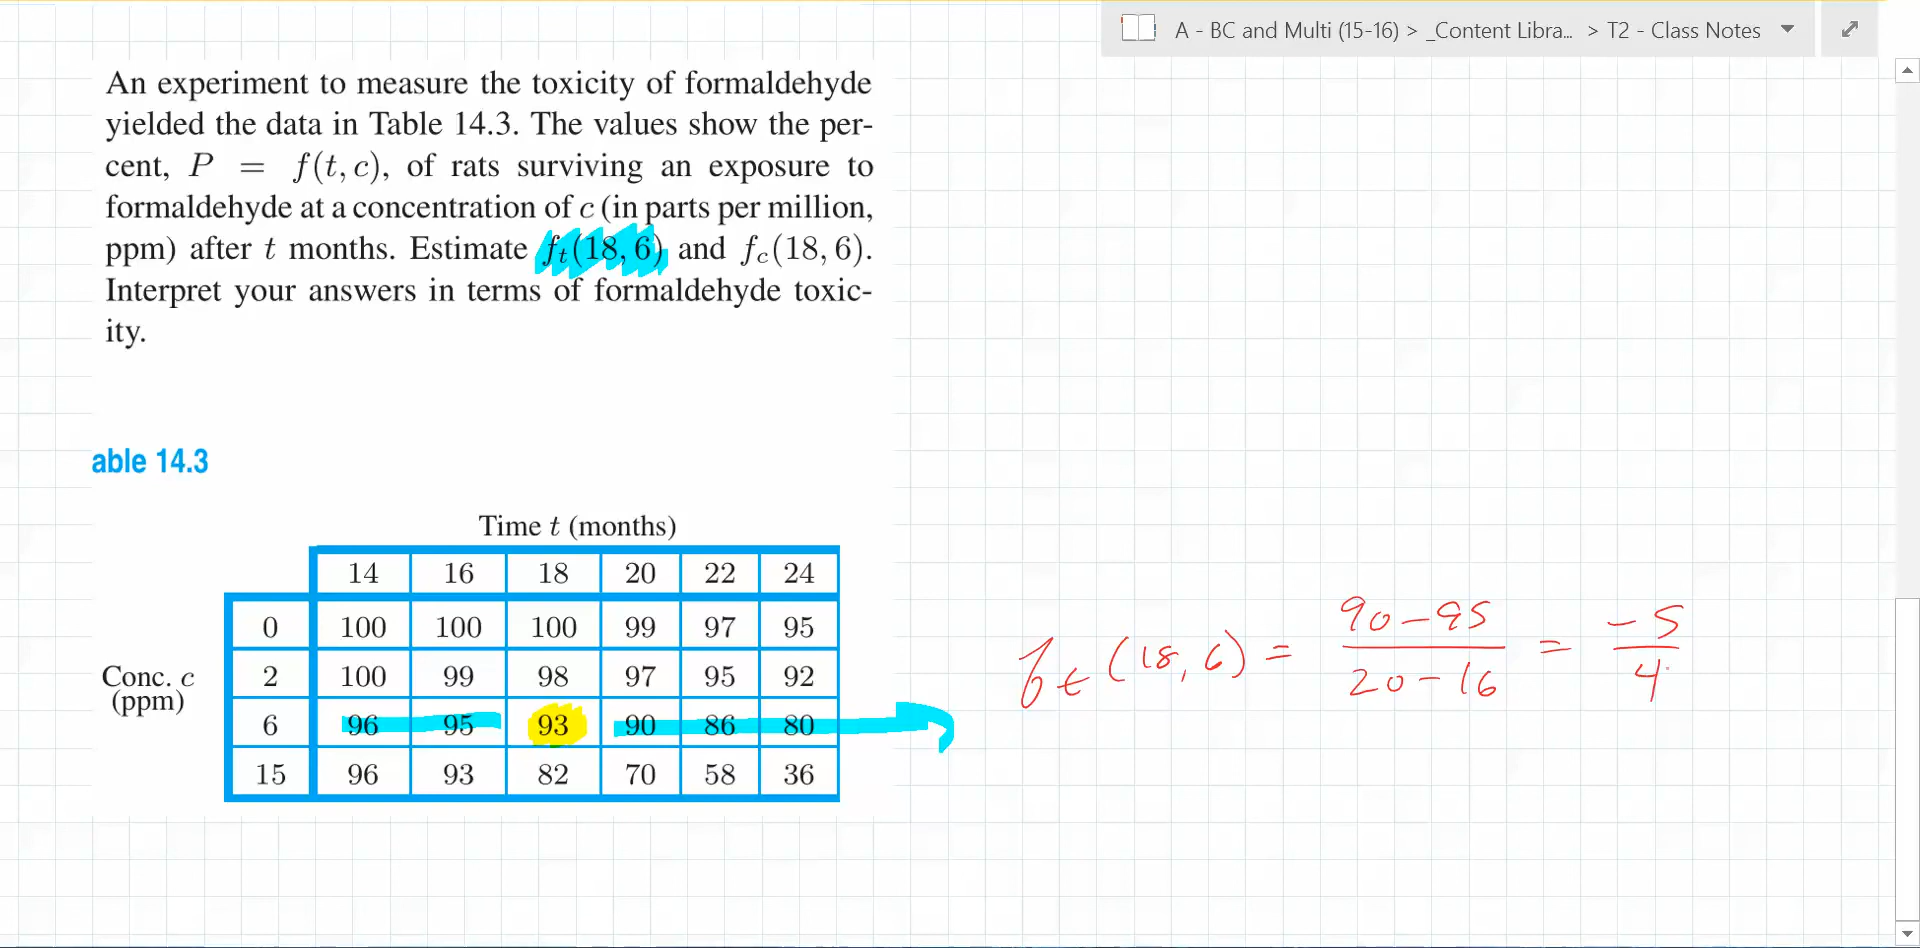 A - BC and Multi (15-16) > _Content Libra... > T2 - Class Notes
An experiment to measure the toxicity of formaldehyde
yielded the data in Table 14.3. The values show the per-
cent, P = f(t, c), of rats surviving an exposure to
formaldehyde at a concentration of c (in parts per million,
ppm) after t months. Estimate f_t(18, 6) and f_c(18, 6).
Interpret your answers in terms of formaldehyde toxic-
ity.
able 14.3
Time t (months)
14 16 18 20 22 24
0 100 100 100 99 97 95
Conc. c
(ppm)
2 100 99 98 97 95 92
6 96 95 93 90 86 80
15 96 93 82 70 58 36
f_t (18, 6) = (90 - 95)/(20 - 16) = -5/4